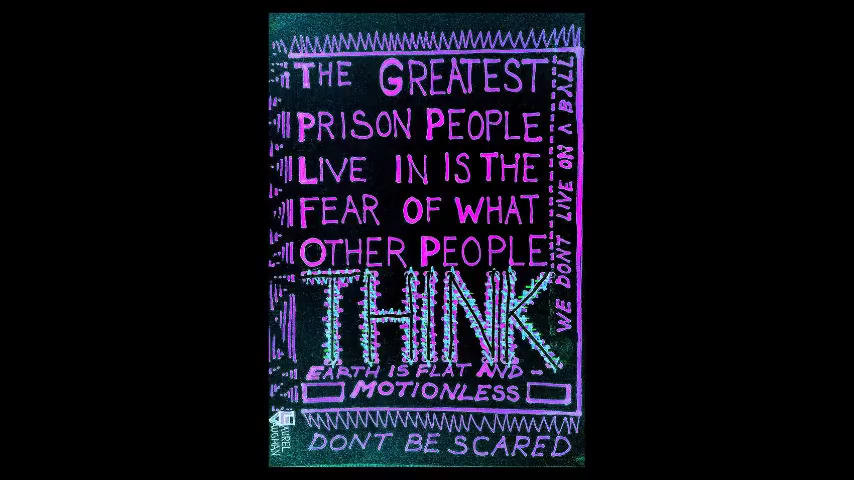 THE GREATEST
PRISON PEOPLE
LIVE IN IS THE
FEAR OF WHAT
OTHER PEOPLE
THINK
EARTH IS FLAT AND -
MOTIONLESS
DONT BE SCARED
WE DONT LIVE ON A BALL